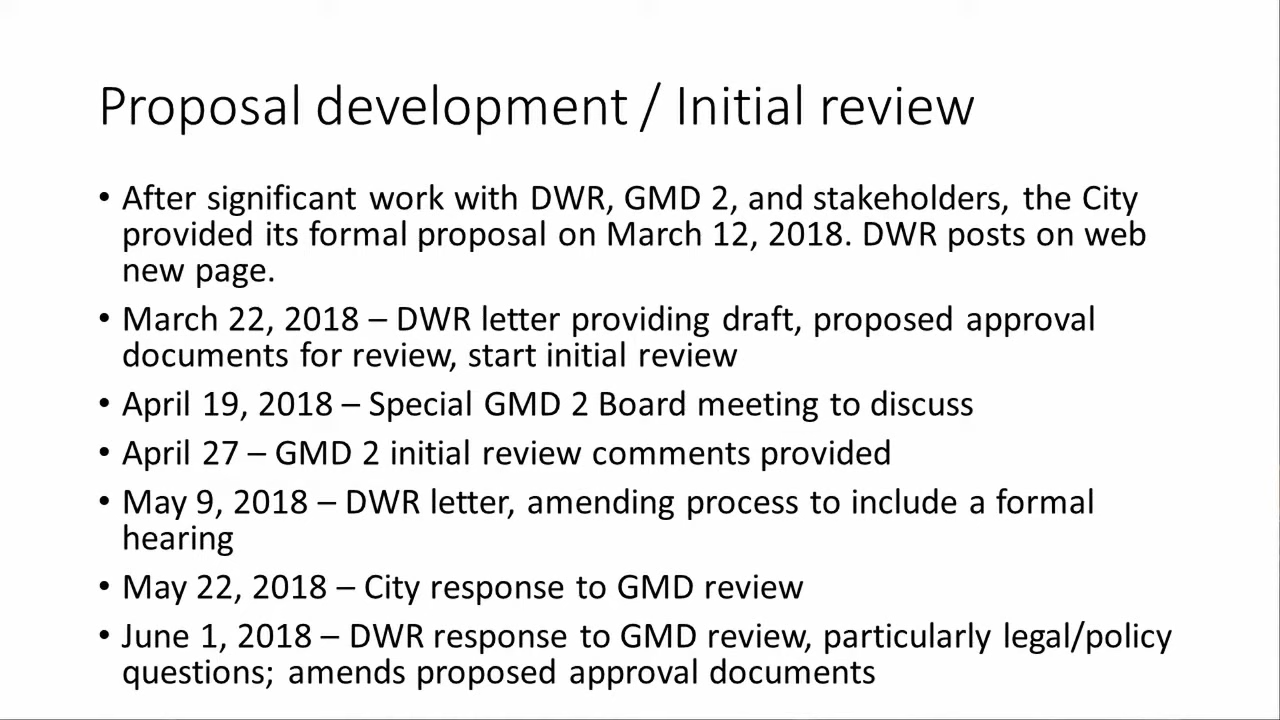 Proposal development / Initial review
• After significant work with DWR, GMD 2, and stakeholders, the City
provided its formal proposal on March 12, 2018. DWR posts on web
new page.
• March 22, 2018 – DWR letter providing draft, proposed approval
documents for review, start initial review
• April 19, 2018 – Special GMD 2 Board meeting to discuss
• April 27 – GMD 2 initial review comments provided
• May 9, 2018 – DWR letter, amending process to include a formal
hearing
• May 22, 2018 – City response to GMD review
• June 1, 2018 – DWR response to GMD review, particularly legal/policy
questions; amends proposed approval documents